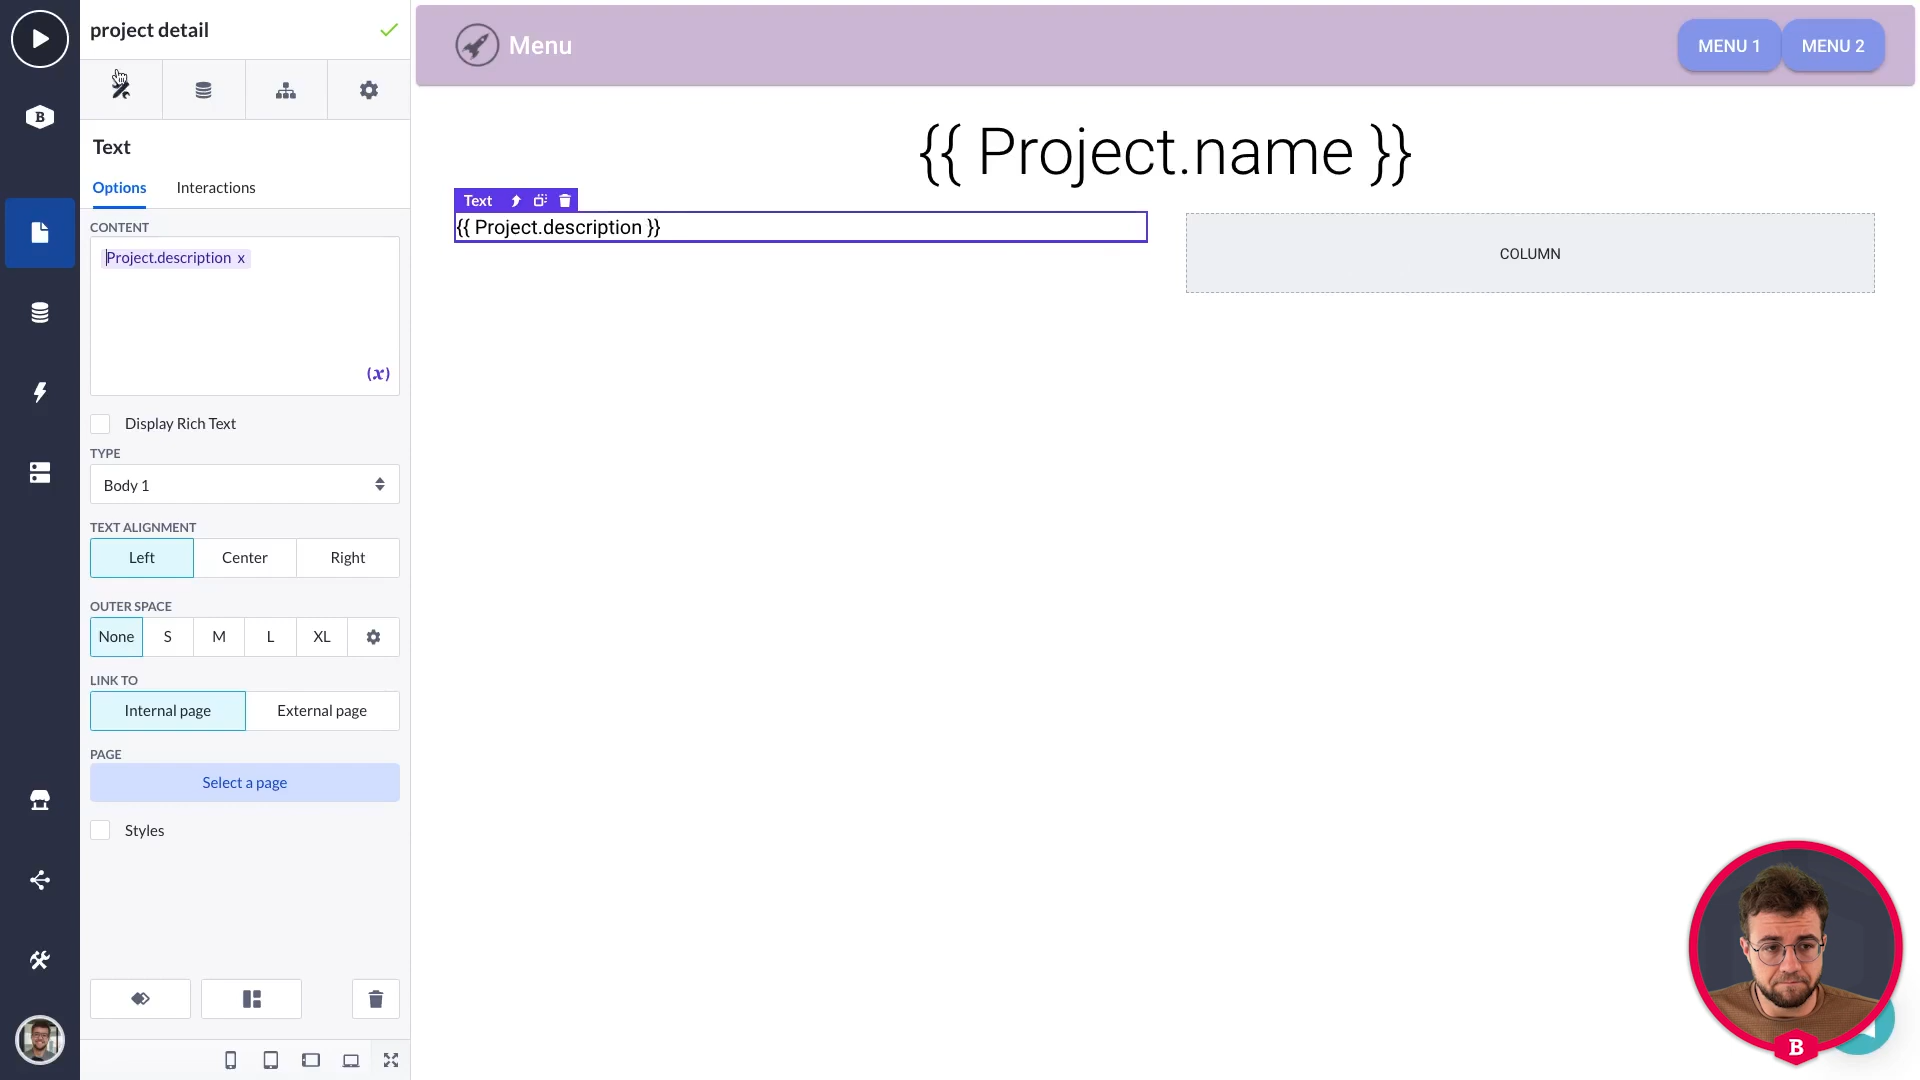 project detail
Menu
MENU 1
MENU 2
B
Text
Options
Interactions
CONTENT
Project.description x
(x)
Display Rich Text
TYPE
Body 1
TEXT ALIGNMENT
Left
Center
Right
OUTER SPACE
None
S
M
L
XL
LINK TO
Internal page
External page
PAGE
Select a page
Styles
{{ Project.name }}
Text
{{ Project.description }}
COLUMN
B